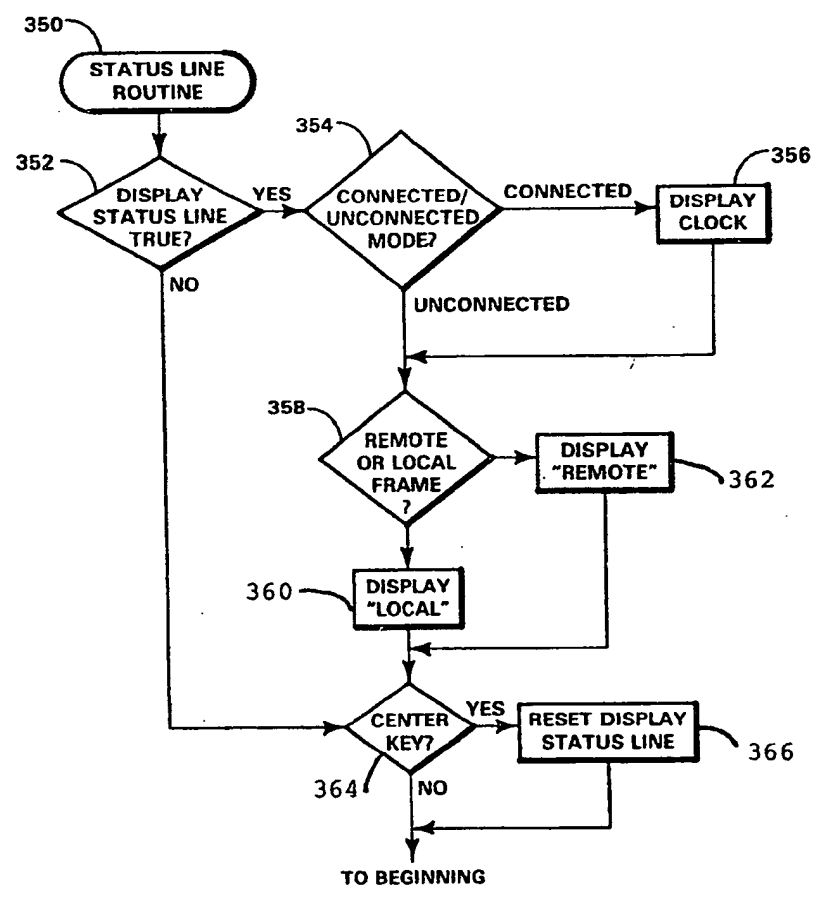 350
STATUS LINE
ROUTINE
352
DISPLAY
STATUS LINE
TRUE?
YES
NO
354
CONNECTED/
UNCONNECTED
MODE?
CONNECTED
356
DISPLAY
CLOCK
UNCONNECTED
358
REMOTE
OR LOCAL
FRAME
?
DISPLAY
"REMOTE"
362
360
DISPLAY
"LOCAL"
CENTER
KEY?
364
YES
RESET DISPLAY
STATUS LINE
366
NO
TO BEGINNING